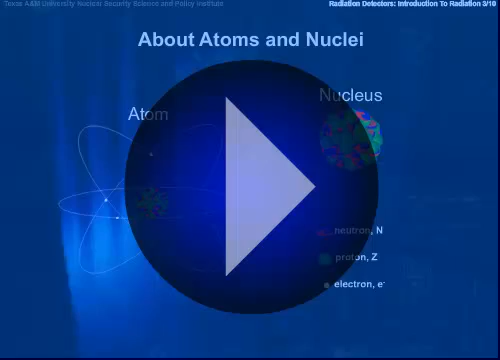 Texas A&M University Nuclear Security Science and Policy Institute
Radiation Detectors: Introduction To Radiation 3/19
About Atoms and Nuclei
Nucleus
Atom
neutron, N
proton, Z
electron, e⁻